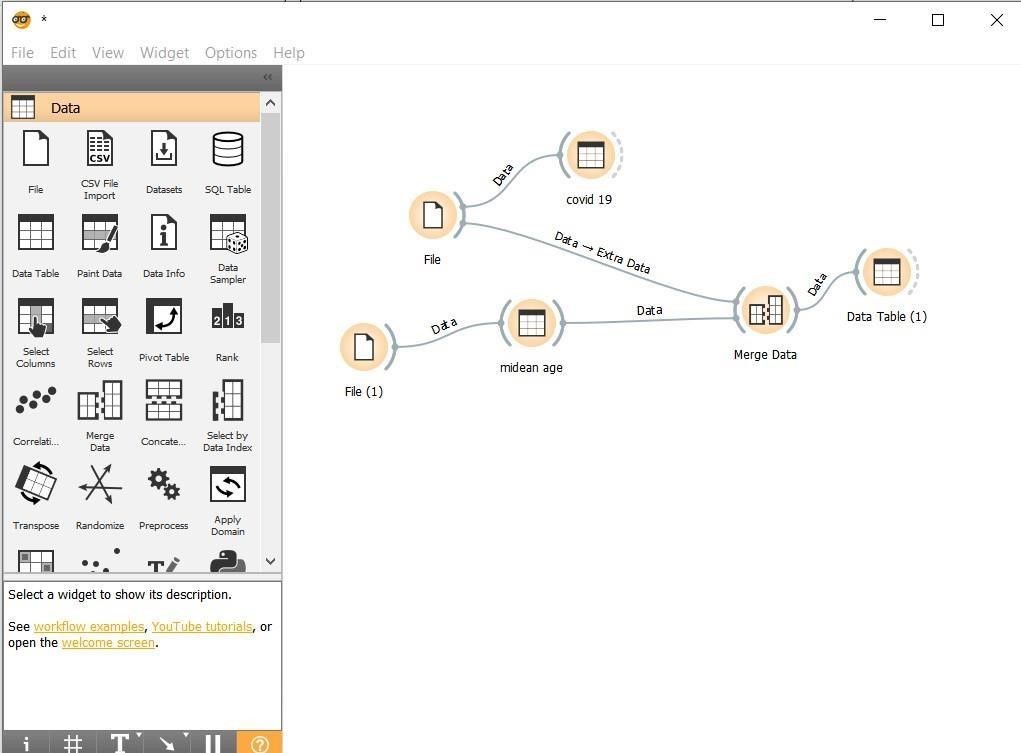 *
File Edit View Widget Options Help
«
Data
File
CSV
CSV File
Import
Datasets
SQL Table
Data Table
Paint Data
Data Info
Data
Sampler
Select
Columns
Select
Rows
Pivot Table
2 1 3
Rank
Correlati...
Merge
Data
Concate...
Select by
Data Index
Transpose
Randomize
Preprocess
Apply
Domain
Select a widget to show its description.
See workflow examples, YouTube tutorials, or
open the welcome screen.
i # T ?
Data
covid 19
File
Data → Extra Data
Data
Data Table (1)
Merge Data
Data
Data
midean age
File (1)